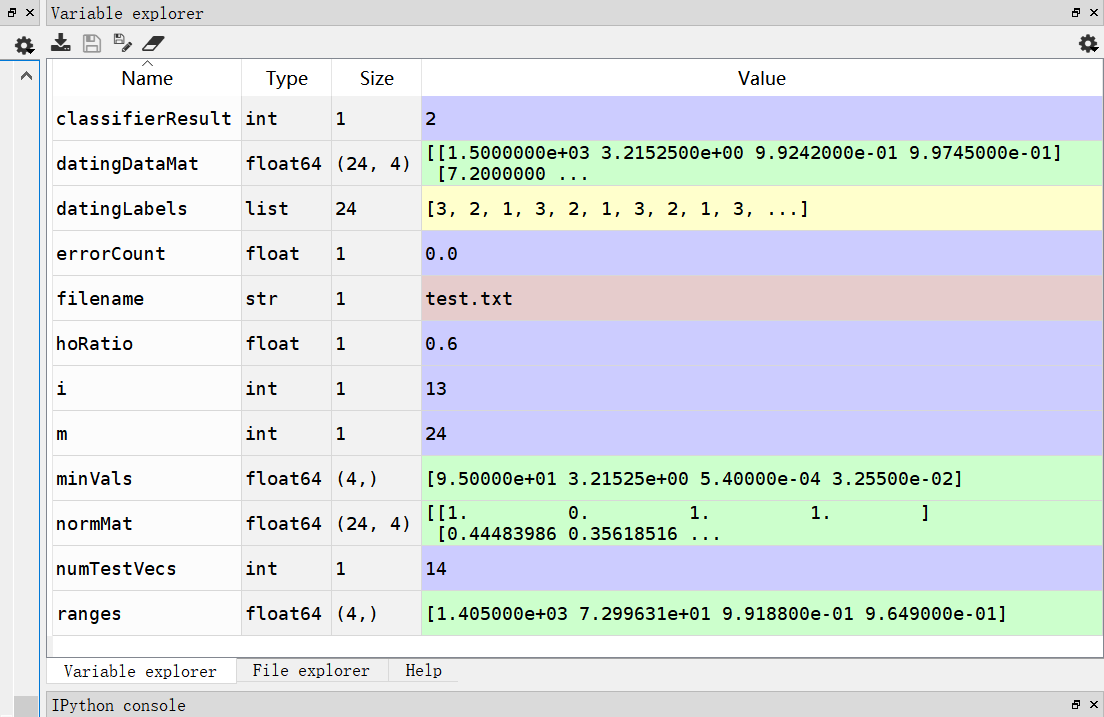 Variable explorer
Name Type Size Value
classifierResult int 1 2
datingDataMat float64 (24, 4) [[1.5000000e+03 3.2152500e+00 9.9242000e-01 9.9745000e-01]
[7.2000000 ...
datingLabels list 24 [3, 2, 1, 3, 2, 1, 3, 2, 1, 3, ...]
errorCount float 1 0.0
filename str 1 test.txt
hoRatio float 1 0.6
i int 1 13
m int 1 24
minVals float64 (4,) [9.50000e+01 3.21525e+00 5.40000e-04 3.25500e-02]
normMat float64 (24, 4) [[1. 0. 1. 1. ]
[0.44483986 0.35618516 ...
numTestVecs int 1 14
ranges float64 (4,) [1.405000e+03 7.299631e+01 9.918800e-01 9.649000e-01]
Variable explorer File explorer Help
IPython console